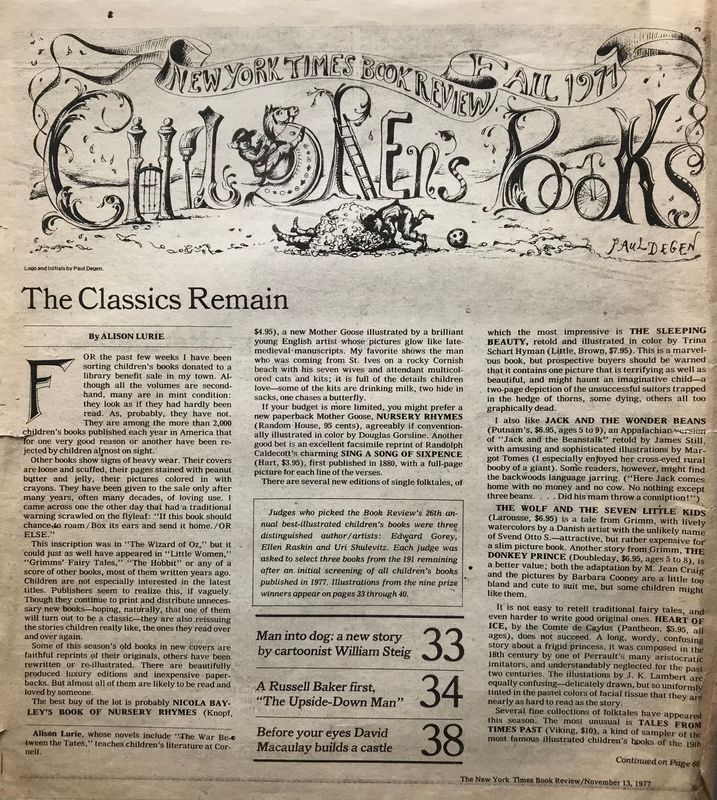 NEW YORK TIMES BOOK REVIEW FALL 1977
CHILDREN'S BOOKS
PAUL DEGEN
Logo and Initials by Paul Degen.
The Classics Remain
By ALISON LURIE
FOR the past few weeks I have been
sorting children's books donated to a
library benefit sale in my town. Al-
though all the volumes are second-
hand, many are in mint condition:
they look as if they had hardly been
read. As, probably, they have not.
They are among the more than 2,000
children's books published each year in America that
for one very good reason or another have been re-
jected by children almost on sight.
Other books show signs of heavy wear. Their covers
are loose and scuffed, their pages stained with peanut
butter and jelly, their pictures colored in with
crayons. They have been given to the sale only after
many years, often many decades, of loving use. I
came across one the other day that had a traditional
warning scrawled on the flyleaf: "If this book should
chance to roam/Box its ears and send it home./OR
ELSE."
This inscription was in "The Wizard of Oz," but it
could just as well have appeared in "Little Women,"
"Grimms' Fairy Tales," "The Hobbit" or any of a
score of other books, most of them written years ago.
Children are not especially interested in the latest
titles. Publishers seem to realize this, if vaguely.
Though they continue to print and distribute unneces-
sary new books—hoping, naturally, that one of them
will turn out to be a classic—they are also reissuing
the stories children really like, the ones they read over
and over again.
Some of this season's old books in new covers are
faithful reprints of their originals, others have been
rewritten or re-illustrated. There are beautifully
produced luxury editions and inexpensive paper-
backs. But almost all of them are likely to be read and
loved by someone.
The best buy of the lot is probably NICOLA BAY-
LEY'S BOOK OF NURSERY RHYMES (Knopf,
Alison Lurie, whose novels include "The War Be-
tween the Tates," teaches children's literature at Cor-
nell.
$4.95), a new Mother Goose illustrated by a brilliant
young English artist whose pictures glow like late-
medieval manuscripts. My favorite shows the man
who was coming from St. Ives on a rocky Cornish
beach with his seven wives and attendant multicol-
ored cats and kits; it is full of the details children
love—some of the kits are drinking milk, two hide in
sacks, one chases a butterfly.
If your budget is more limited, you might prefer a
new paperback Mother Goose, NURSERY RHYMES
(Random House, 95 cents), agreeably if convention-
ally illustrated in color by Douglas Gorsline. Another
good bet is an excellent facsimile reprint of Randolph
Caldecott's charming SING A SONG OF SIXPENCE
(Hart, $3.95), first published in 1880, with a full-page
picture for each line of the verses.
There are several new editions of single folktales, of
Judges who picked the Book Review's 26th an-
nual best-illustrated children's books were three
distinguished author/artists: Edward Gorey,
Ellen Raskin and Uri Shulevitz. Each judge was
asked to select three books from the 191 remaining
after an initial screening of all children's books
published in 1977. Illustrations from the nine prize
winners appear on pages 33 through 40.
Man into dog: a new story
by cartoonist William Steig 33
A Russell Baker first,
"The Upside-Down Man" 34
Before your eyes David
Macaulay builds a castle 38
which the most impressive is THE SLEEPING
BEAUTY, retold and illustrated in color by Trina
Schart Hyman (Little, Brown, $7.95). This is a marvel-
ous book, but prospective buyers should be warned
that it contains one picture that is terrifying as well as
beautiful, and might haunt an imaginative child—a
two-page depiction of the unsuccessful suitors trapped
in the hedge of thorns, some dying, others all too
graphically dead.
I also like JACK AND THE WONDER BEANS
(Putnam's, $6.95, ages 5 to 9), an Appalachian version
of "Jack and the Beanstalk" retold by James Still,
with amusing and sophisticated illustrations by Mar-
got Tomes (I especially enjoyed her cross-eyed rural
booby of a giant). Some readers, however, might find
the backwoods language jarring. ("Here Jack comes
home with no money and no cow. No nothing except
three beans. . . . Did his mam throw a conniption!")
THE WOLF AND THE SEVEN LITTLE KIDS
(Larousse, $6.95) is a tale from Grimm, with lively
watercolors by a Danish artist with the unlikely name
of Svend Otto S.—attractive, but rather expensive for
a slim picture book. Another story from Grimm, THE
DONKEY PRINCE (Doubleday, $6.95, ages 5 to 8), is
a better value; both the adaptation by M. Jean Craig
and the pictures by Barbara Cooney are a little too
bland and cute to suit me, but some children might
like them.
It is not easy to retell traditional fairy tales, and
even harder to write good original ones. HEART OF
ICE, by the Comte de Caylus (Pantheon, $5.95, all
ages), does not succeed. A long, wordy, confusing
story about a frigid princess, it was composed in the
18th century by one of Perrault's many aristocratic
imitators, and understandably neglected for the past
two centuries. The illustrations by J. K. Lambert are
equally confusing—delicately drawn, but so uniformly
tinted in the pastel colors of facial tissue that they are
nearly as hard to read as the story.
Several fine collections of folktales have appeared
this season. The most unusual is TALES FROM
TIMES PAST (Viking, $10), a kind of sampler of the
most famous illustrated children's books of the 19th
Continued on Page
The New York Times Book Review/November 13, 1977